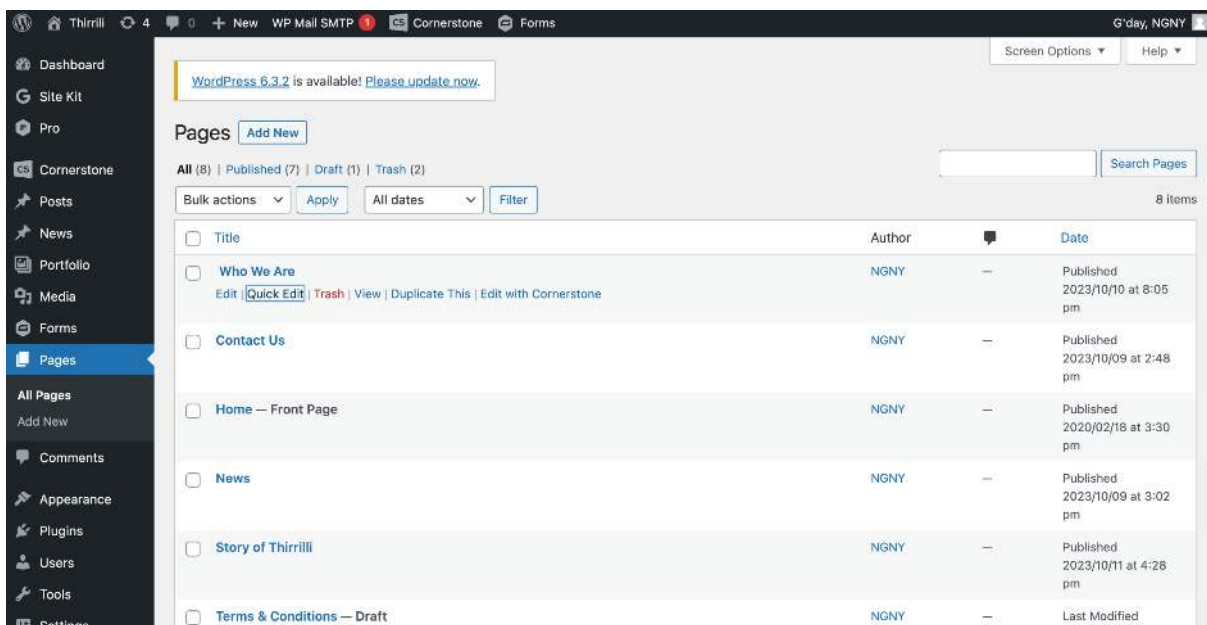 Thirrili 4 0 + New WP Mail SMTP 1 CS Cornerstone Forms G'day, NGNY
Screen Options ▼ Help ▼
Dashboard
Site Kit
Pro
CS Cornerstone
Posts
News
Portfolio
Media
Forms
Pages
All Pages
Add New
Comments
Appearance
Plugins
Users
Tools
Settings
WordPress 6.3.2 is available! Please update now.
Pages Add New
All (8) | Published (7) | Draft (1) | Trash (2)
Search Pages
Bulk actions Apply All dates Filter 8 items
Title Author Date
Who We Are NGNY — Published
2023/10/10 at 8:05
pm
Edit | Quick Edit | Trash | View | Duplicate This | Edit with Cornerstone
Contact Us NGNY — Published
2023/10/09 at 2:48
pm
Home — Front Page NGNY — Published
2020/02/18 at 3:30
pm
News NGNY — Published
2023/10/09 at 3:02
pm
Story of Thirrilli NGNY — Published
2023/10/11 at 4:28
pm
Terms & Conditions — Draft NGNY — Last Modified